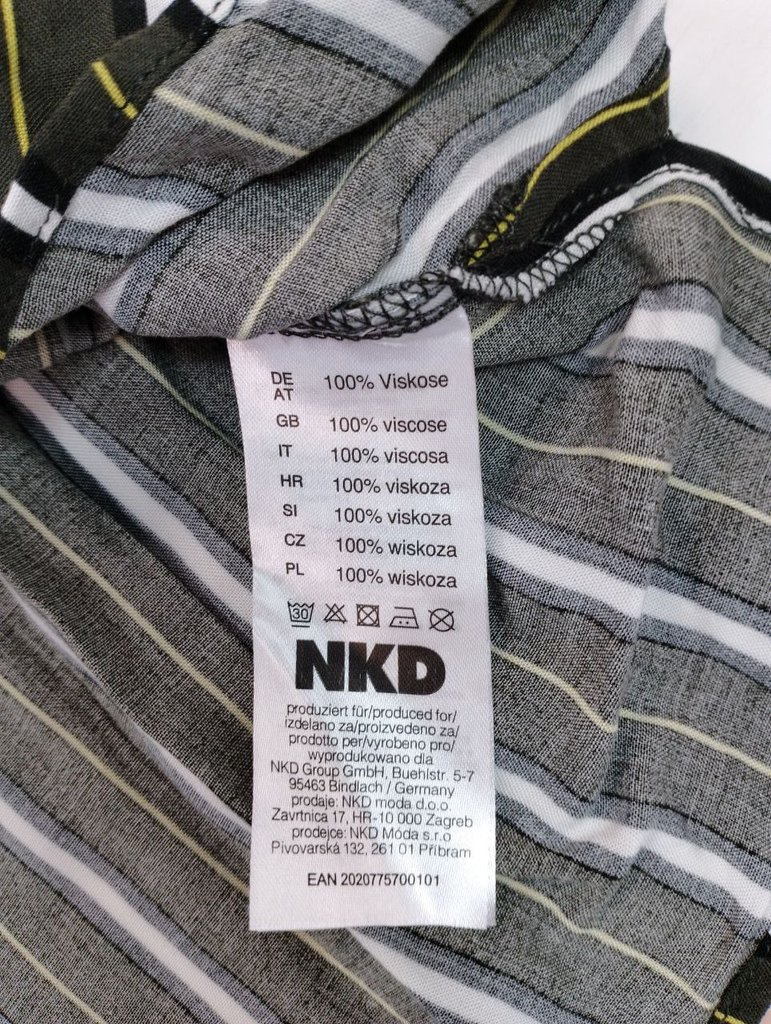 DE AT 100% Viskose
GB 100% viscose
IT 100% viscosa
HR 100% viskoza
SI 100% viskoza
CZ 100% wiskoza
PL 100% wiskoza
30
NKD
produziert für/produced for/
izdelano za/proizvedeno za/
prodotto per/vyrobeno pro/
wyprodukowano dla
NKD Group GmbH, Buehlstr. 5-7
95463 Bindlach / Germany
prodaje: NKD moda d.o.o.
Zavrtnica 17, HR-10 000 Zagreb
prodejce: NKD Móda s.r.o
Pivovarská 132, 261 01 Příbram
EAN 2020775700101